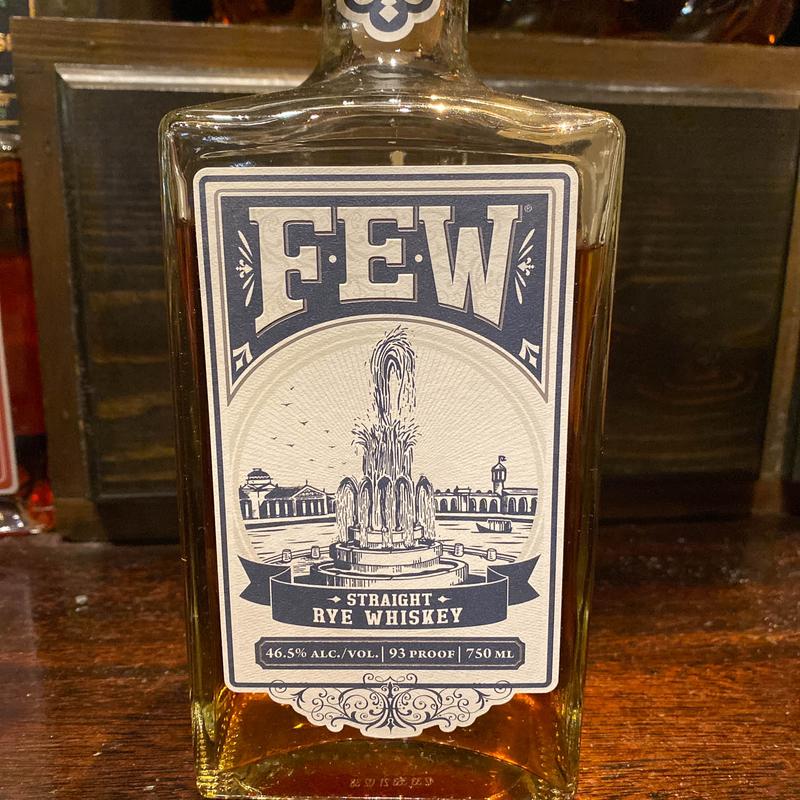 F·E·W®
STRAIGHT
RYE WHISKEY
46.5% ALC./VOL. | 93 PROOF | 750 ML